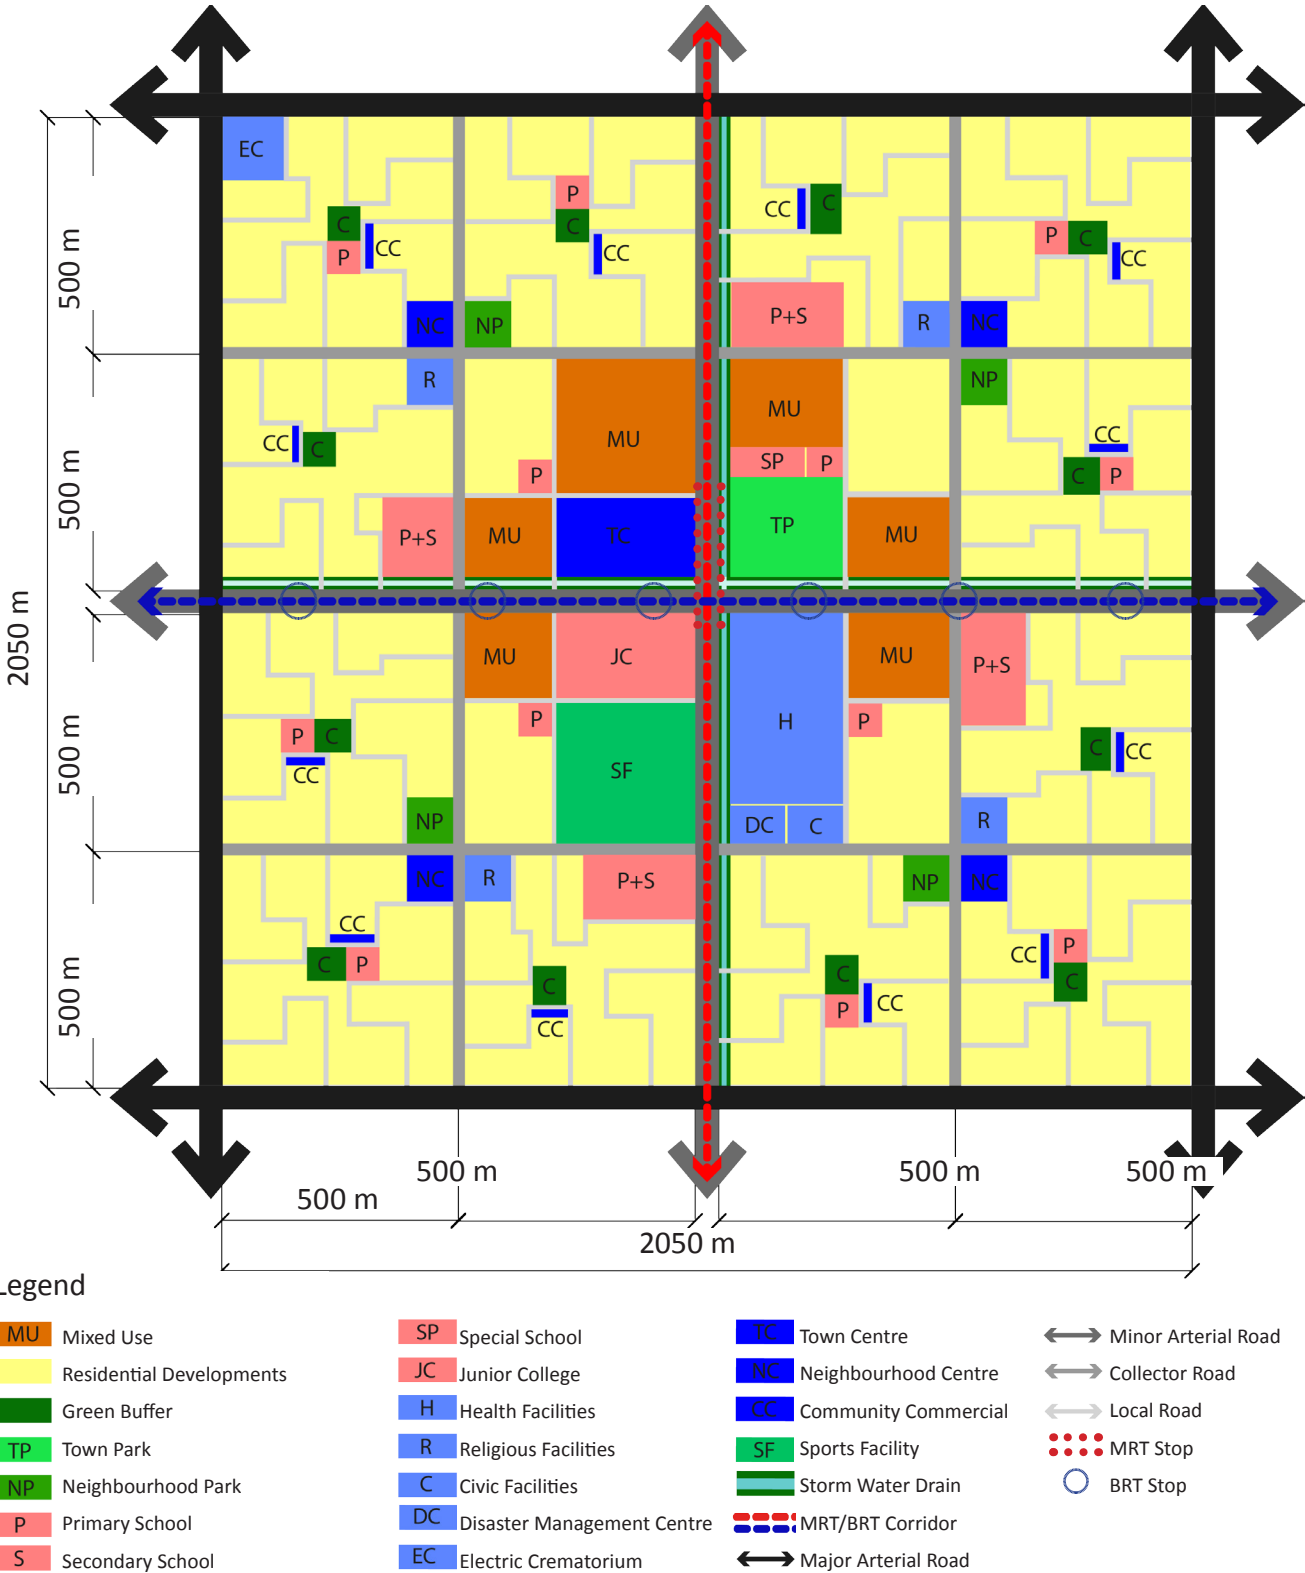 EC
P
C
CC
C
C
P
CC
C
CC
P
C
CC
NC
NP
P+S
R
NC
500 m
R
MU
MU
NP
CC
C
P
SP
P
CC
C
P
P+S
MU
TC
TP
MU
500 m
2050 m
MU
JC
H
MU
P+S
P
C
CC
P
SF
P
C
CC
NP
DC
C
R
500 m
NC
R
P+S
NP
NC
CC
C
P
C
CC
C
P
CC
CC
P
C
500 m
500 m
500 m
500 m
500 m
2050 m
Legend
MU Mixed Use
Residential Developments
Green Buffer
TP Town Park
NP Neighbourhood Park
P Primary School
S Secondary School
SP Special School
JC Junior College
H Health Facilities
R Religious Facilities
C Civic Facilities
DC Disaster Management Centre
EC Electric Crematorium
TC Town Centre
NC Neighbourhood Centre
CC Community Commercial
SF Sports Facility
Storm Water Drain
MRT/BRT Corridor
Major Arterial Road
Minor Arterial Road
Collector Road
Local Road
MRT Stop
BRT Stop